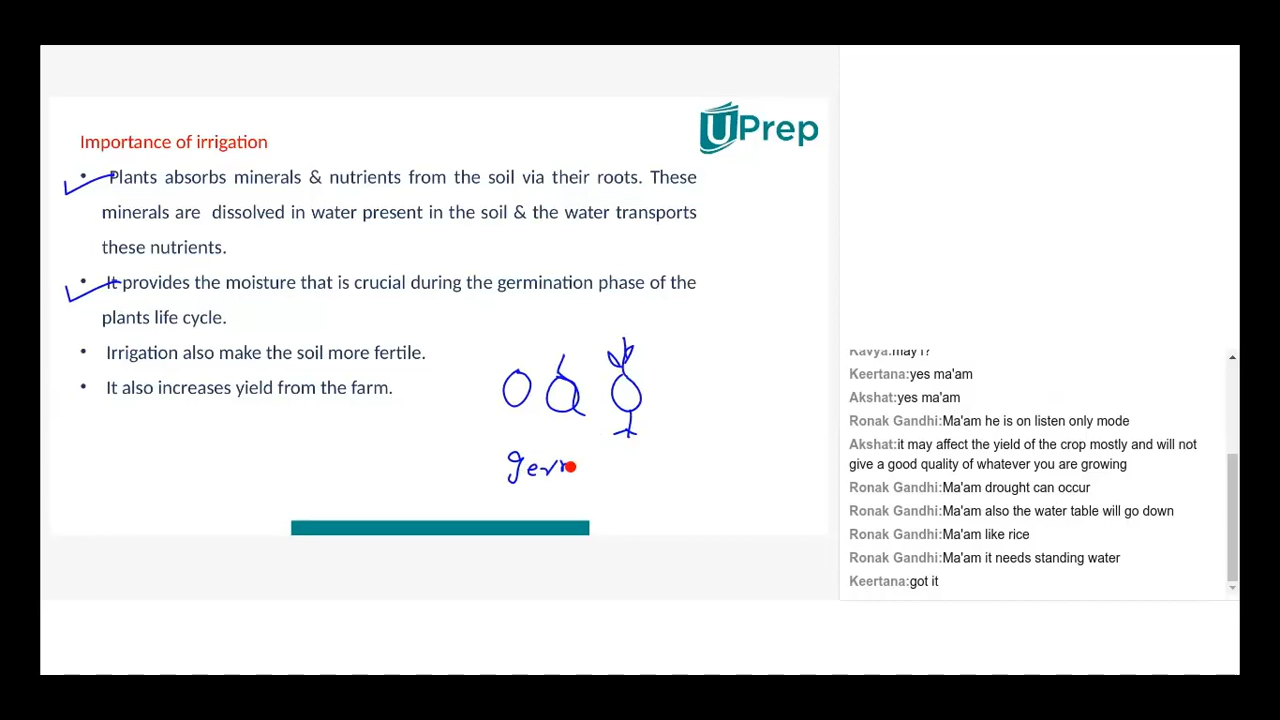 UPrep
Importance of irrigation
• Plants absorbs minerals & nutrients from the soil via their roots. These
minerals are dissolved in water present in the soil & the water transports
these nutrients.
• It provides the moisture that is crucial during the germination phase of the
plants life cycle.
• Irrigation also make the soil more fertile.
• It also increases yield from the farm.
Kavya:may i?
Keertana:yes ma'am
Akshat:yes ma'am
Ronak Gandhi:Ma'am he is on listen only mode
Akshat:it may affect the yield of the crop mostly and will not
give a good quality of whatever you are growing
Ronak Gandhi:Ma'am drought can occur
Ronak Gandhi:Ma'am also the water table will go down
Ronak Gandhi:Ma'am like rice
Ronak Gandhi:Ma'am it needs standing water
Keertana:got it